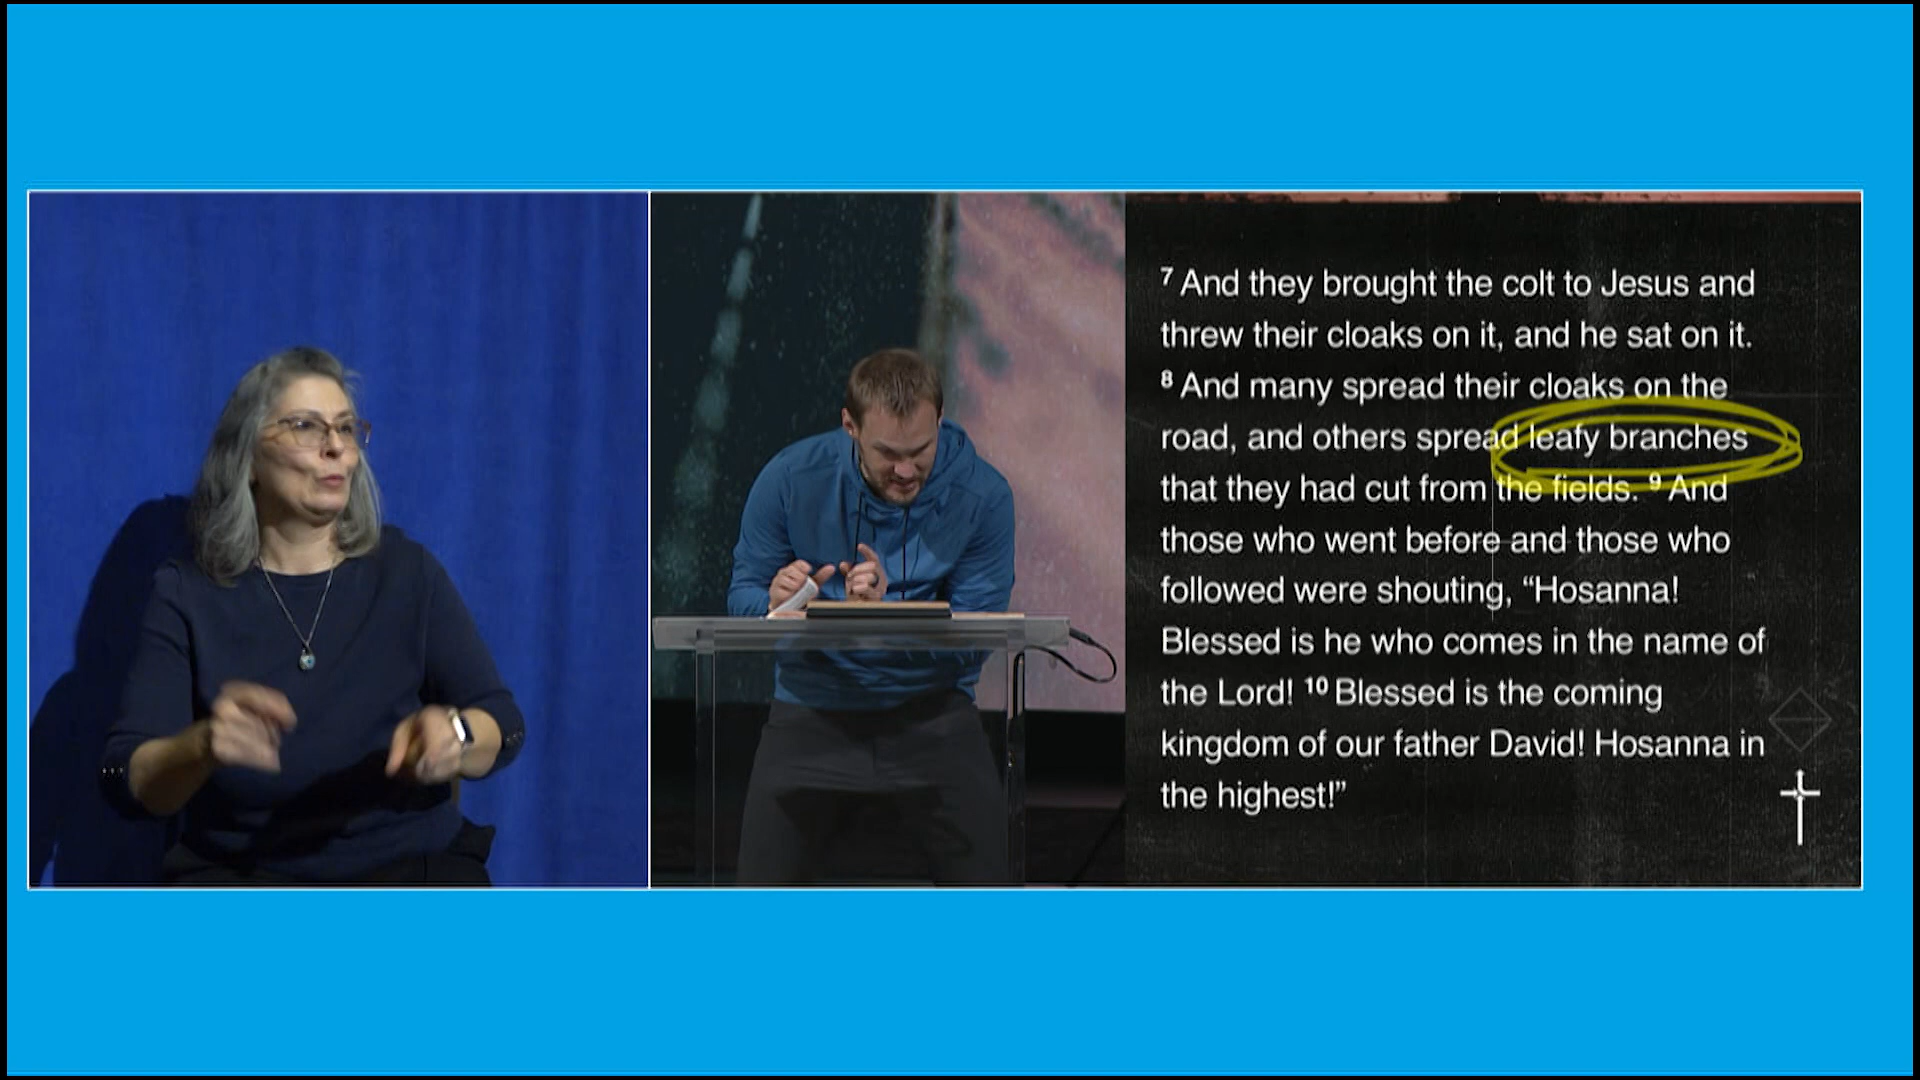 7 And they brought the colt to Jesus and
threw their cloaks on it, and he sat on it.
8 And many spread their cloaks on the
road, and others spread leafy branches
that they had cut from the fields. 9 And
those who went before and those who
followed were shouting, “Hosanna!
Blessed is he who comes in the name of
the Lord! 10 Blessed is the coming
kingdom of our father David! Hosanna in
the highest!”